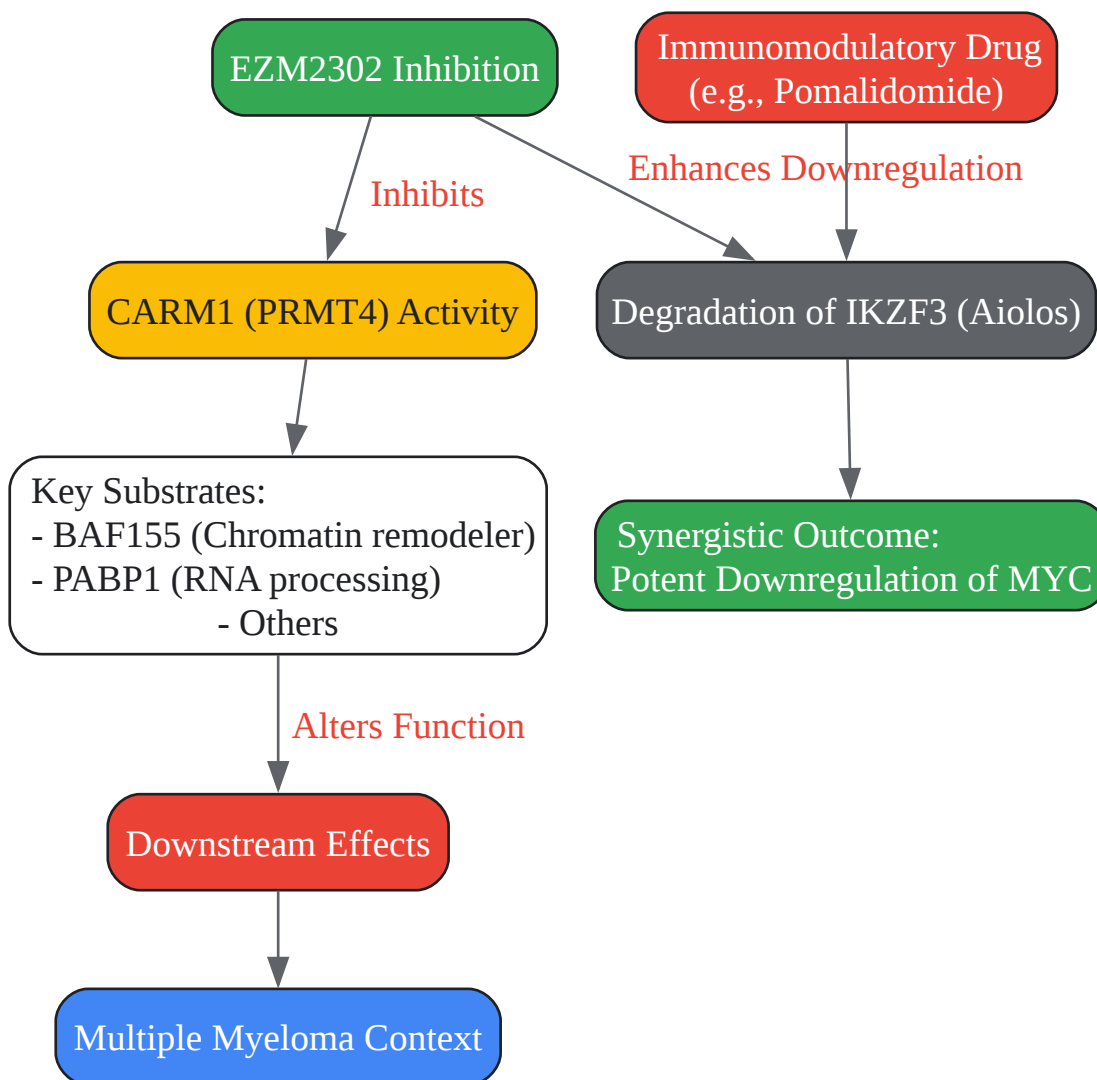 EZM2302 Inhibition
Immunomodulatory Drug
(e.g., Pomalidomide)
Enhances Downregulation
Inhibits
CARM1 (PRMT4) Activity
Degradation of IKZF3 (Aiolos)
Key Substrates:
- BAF155 (Chromatin remodeler)
- PABP1 (RNA processing)
- Others
Synergistic Outcome:
Potent Downregulation of MYC
Alters Function
Downstream Effects
Multiple Myeloma Context